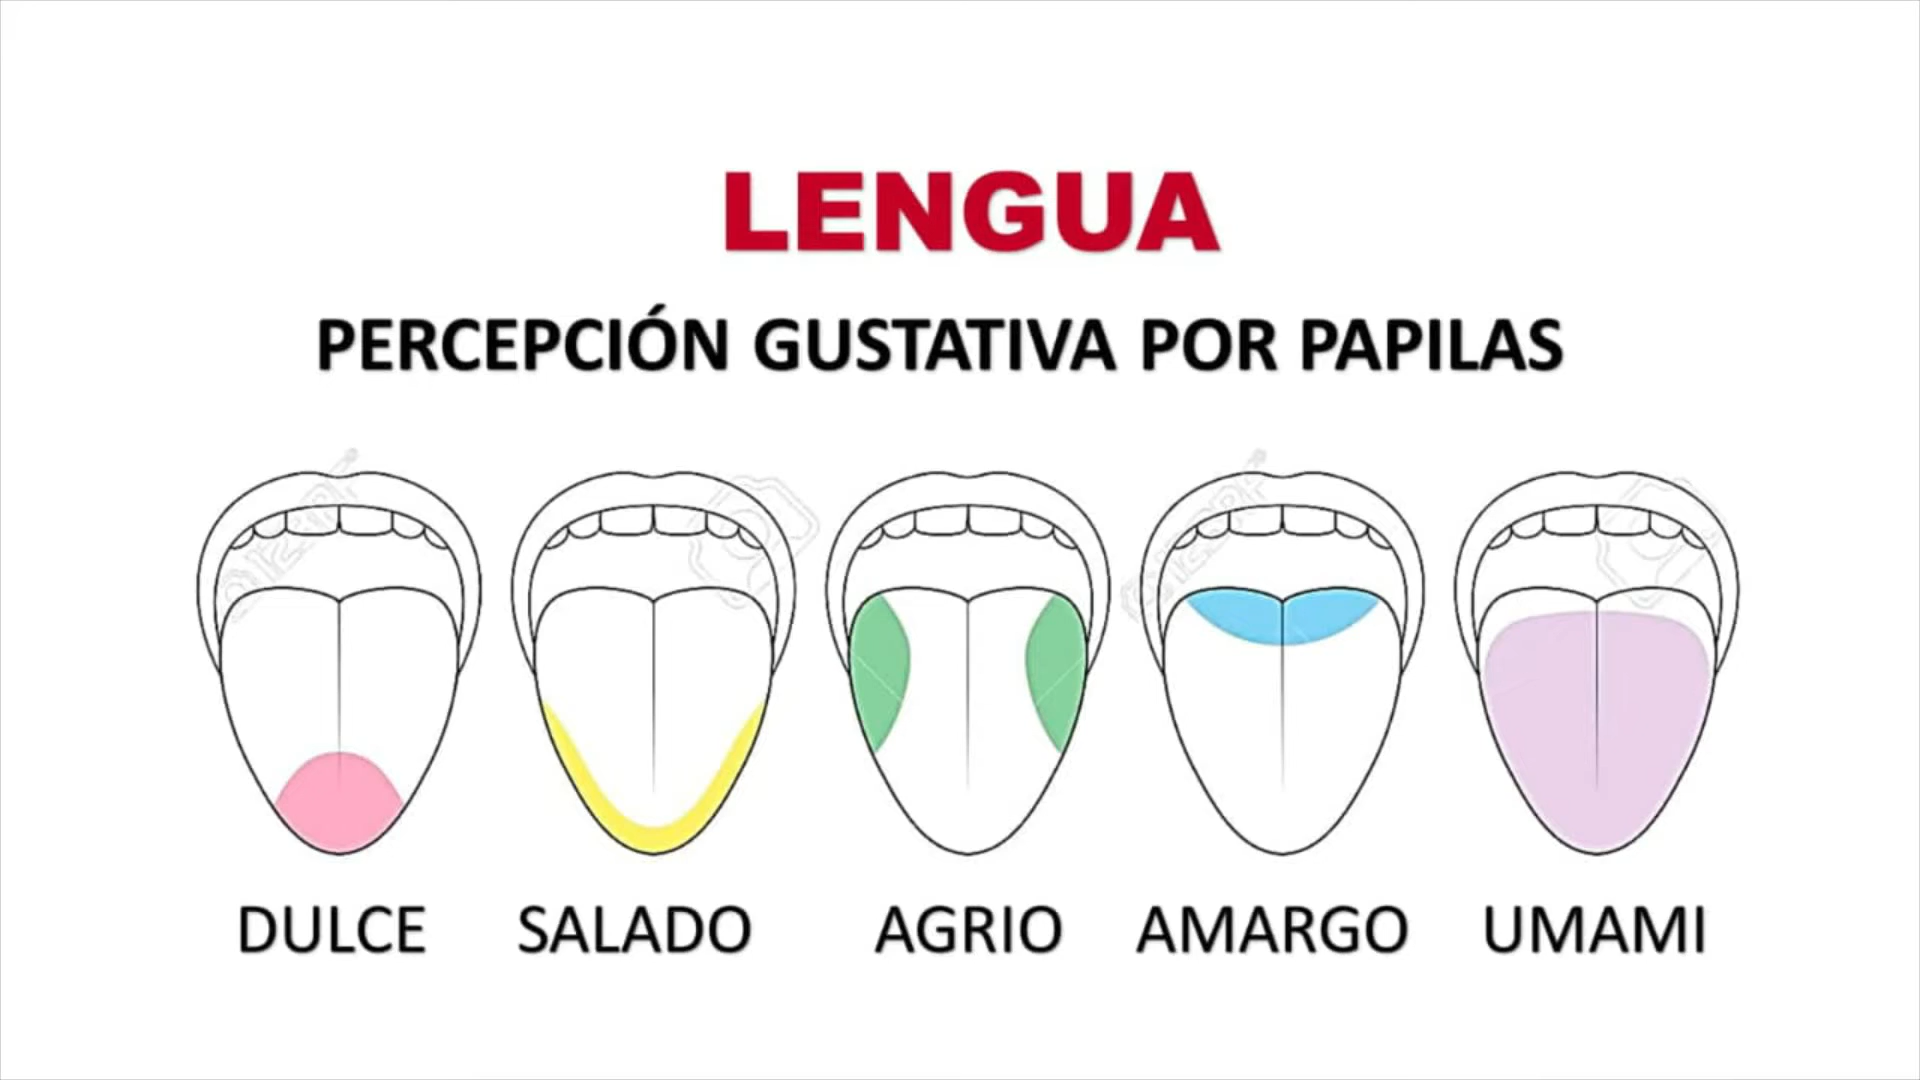 LENGUA
PERCEPCIÓN GUSTATIVA POR PAPILAS
DULCE SALADO AGRIO AMARGO UMAMI